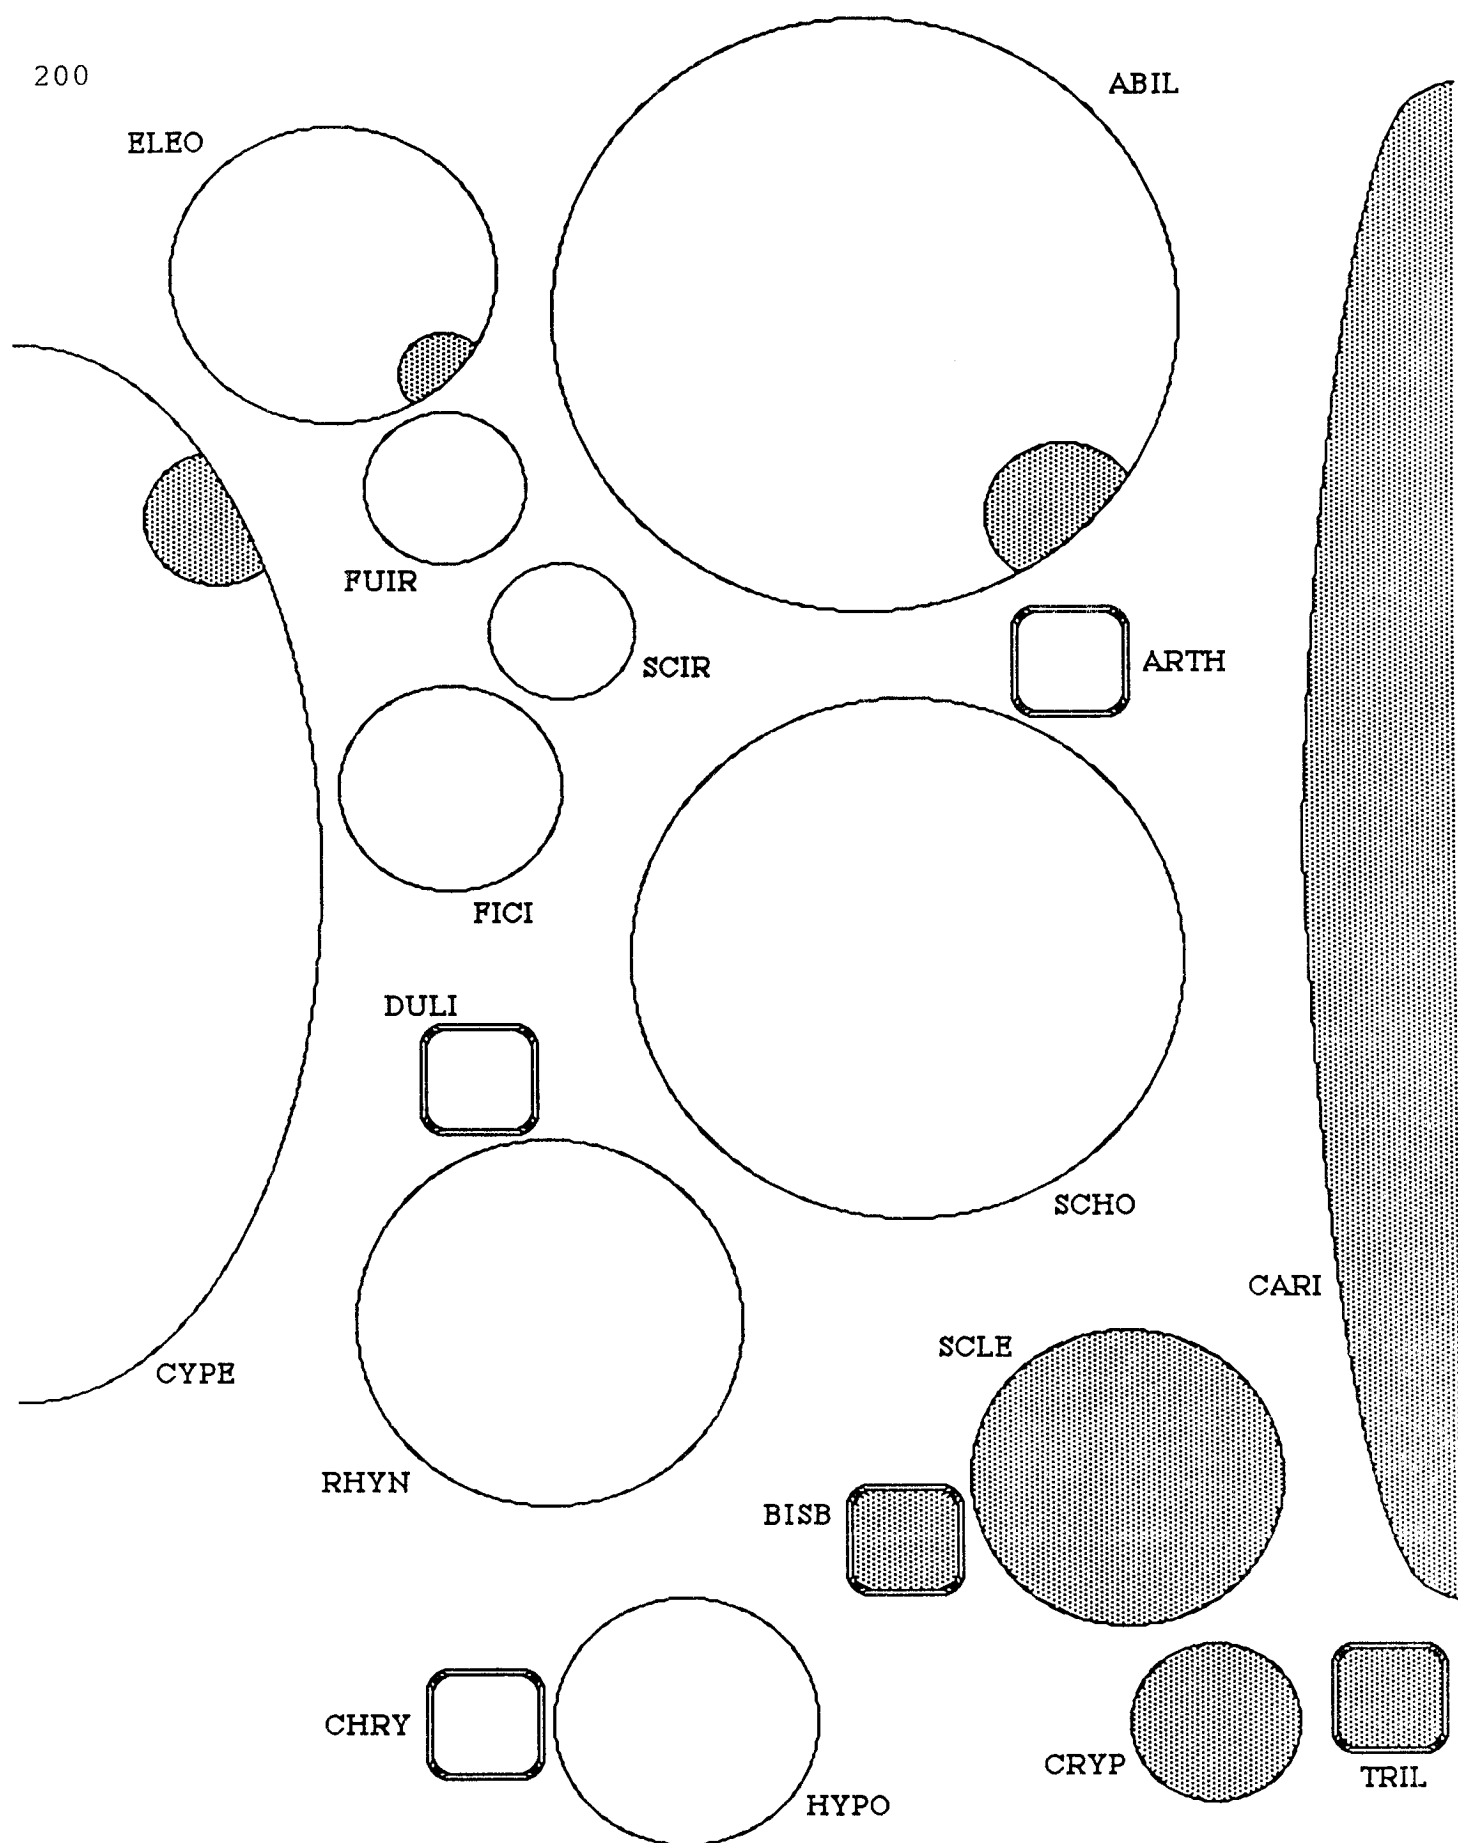 200
ABIL
ELEO
FUIR
SCIR
ARTH
FICI
DULI
SCHO
CARI
SCLE
CYPE
RHYN
BISB
CHRY
CRYP
TRIL
HYPO